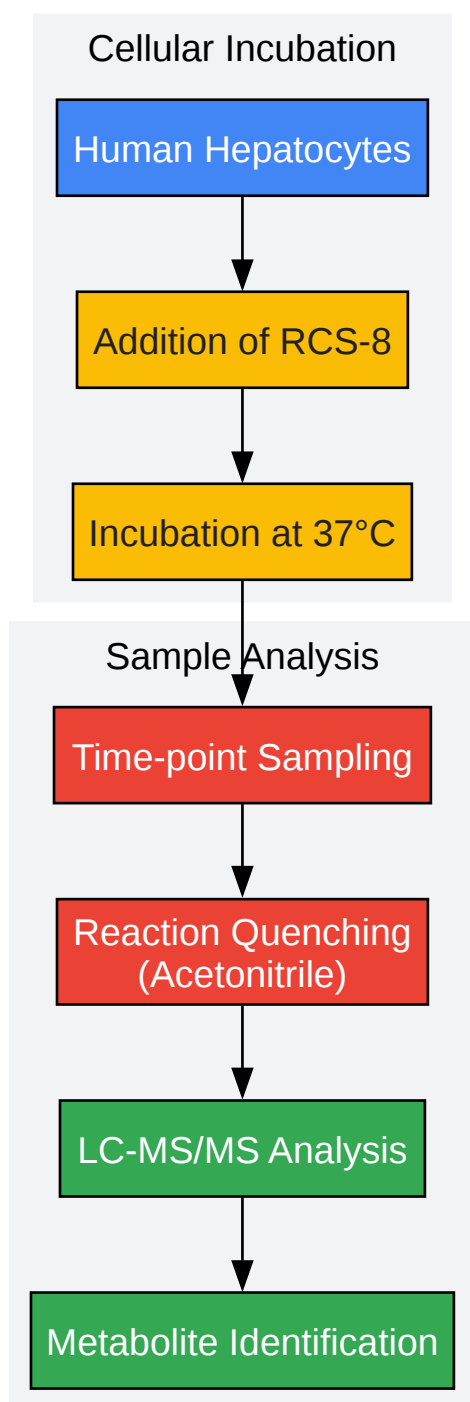 Cellular Incubation
Human Hepatocytes
Addition of RCS-8
Incubation at 37°C
Sample Analysis
Time-point Sampling
Reaction Quenching
(Acetonitrile)
LC-MS/MS Analysis
Metabolite Identification